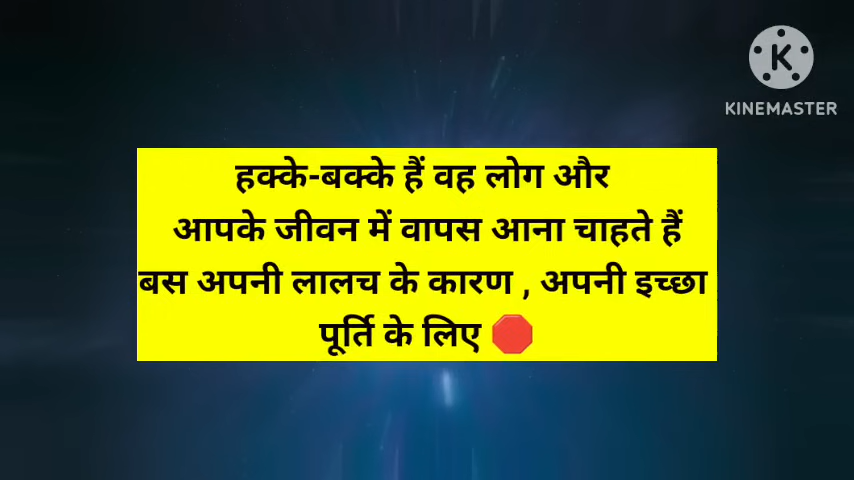 KINEMASTER
हक्के-बक्के हैं वह लोग और
आपके जीवन में वापस आना चाहते हैं
बस अपनी लालच के कारण , अपनी इच्छा
पूर्ति के लिए 🛑